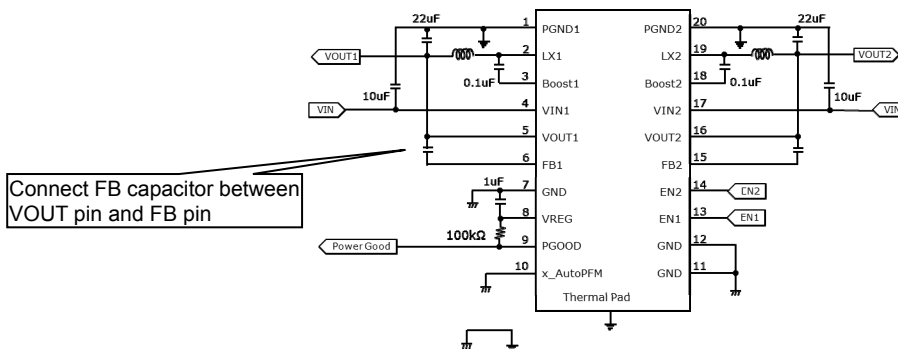 22uF
1 PGND1 PGND2 20
22uF
VOUT1 2 LX1 LX2 19 VOUT2
0.1uF 3 Boost1 Boost2 18 0.1uF
10uF 10uF
VIN 4 VIN1 VIN2 17 VIN
5 VOUT1 VOUT2 16
6 FB1 FB2 15
Connect FB capacitor between
VOUT pin and FB pin
1uF 7 GND EN2 14 EN2
8 VREG EN1 13 EN1
100kΩ
Power Good 9 PGOOD GND 12
10 x_AutoPFM GND 11
Thermal Pad